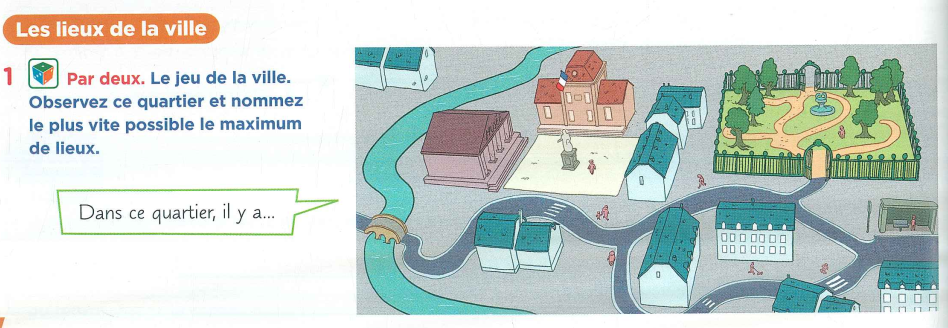 Les lieux de la ville
1 Par deux. Le jeu de la ville.
Observez ce quartier et nommez
le plus vite possible le maximum
de lieux.
Dans ce quartier, il y a...